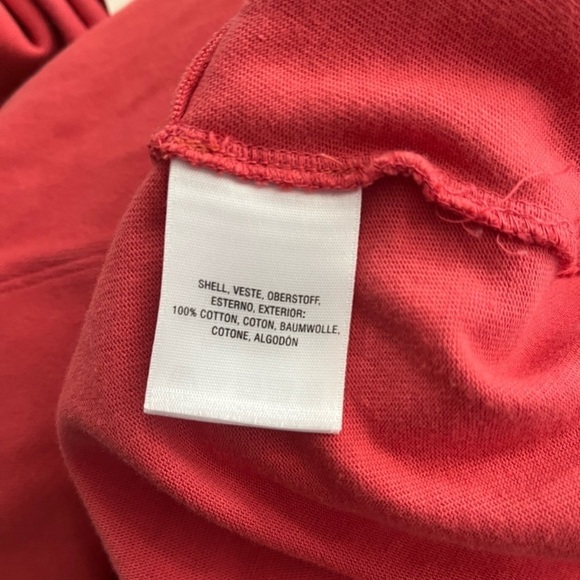 SHELL, VESTE, OBERSTOFF,
ESTERNO, EXTERIOR:
100% COTTON, COTON, BAUMWOLLE,
COTONE, ALGODÓN